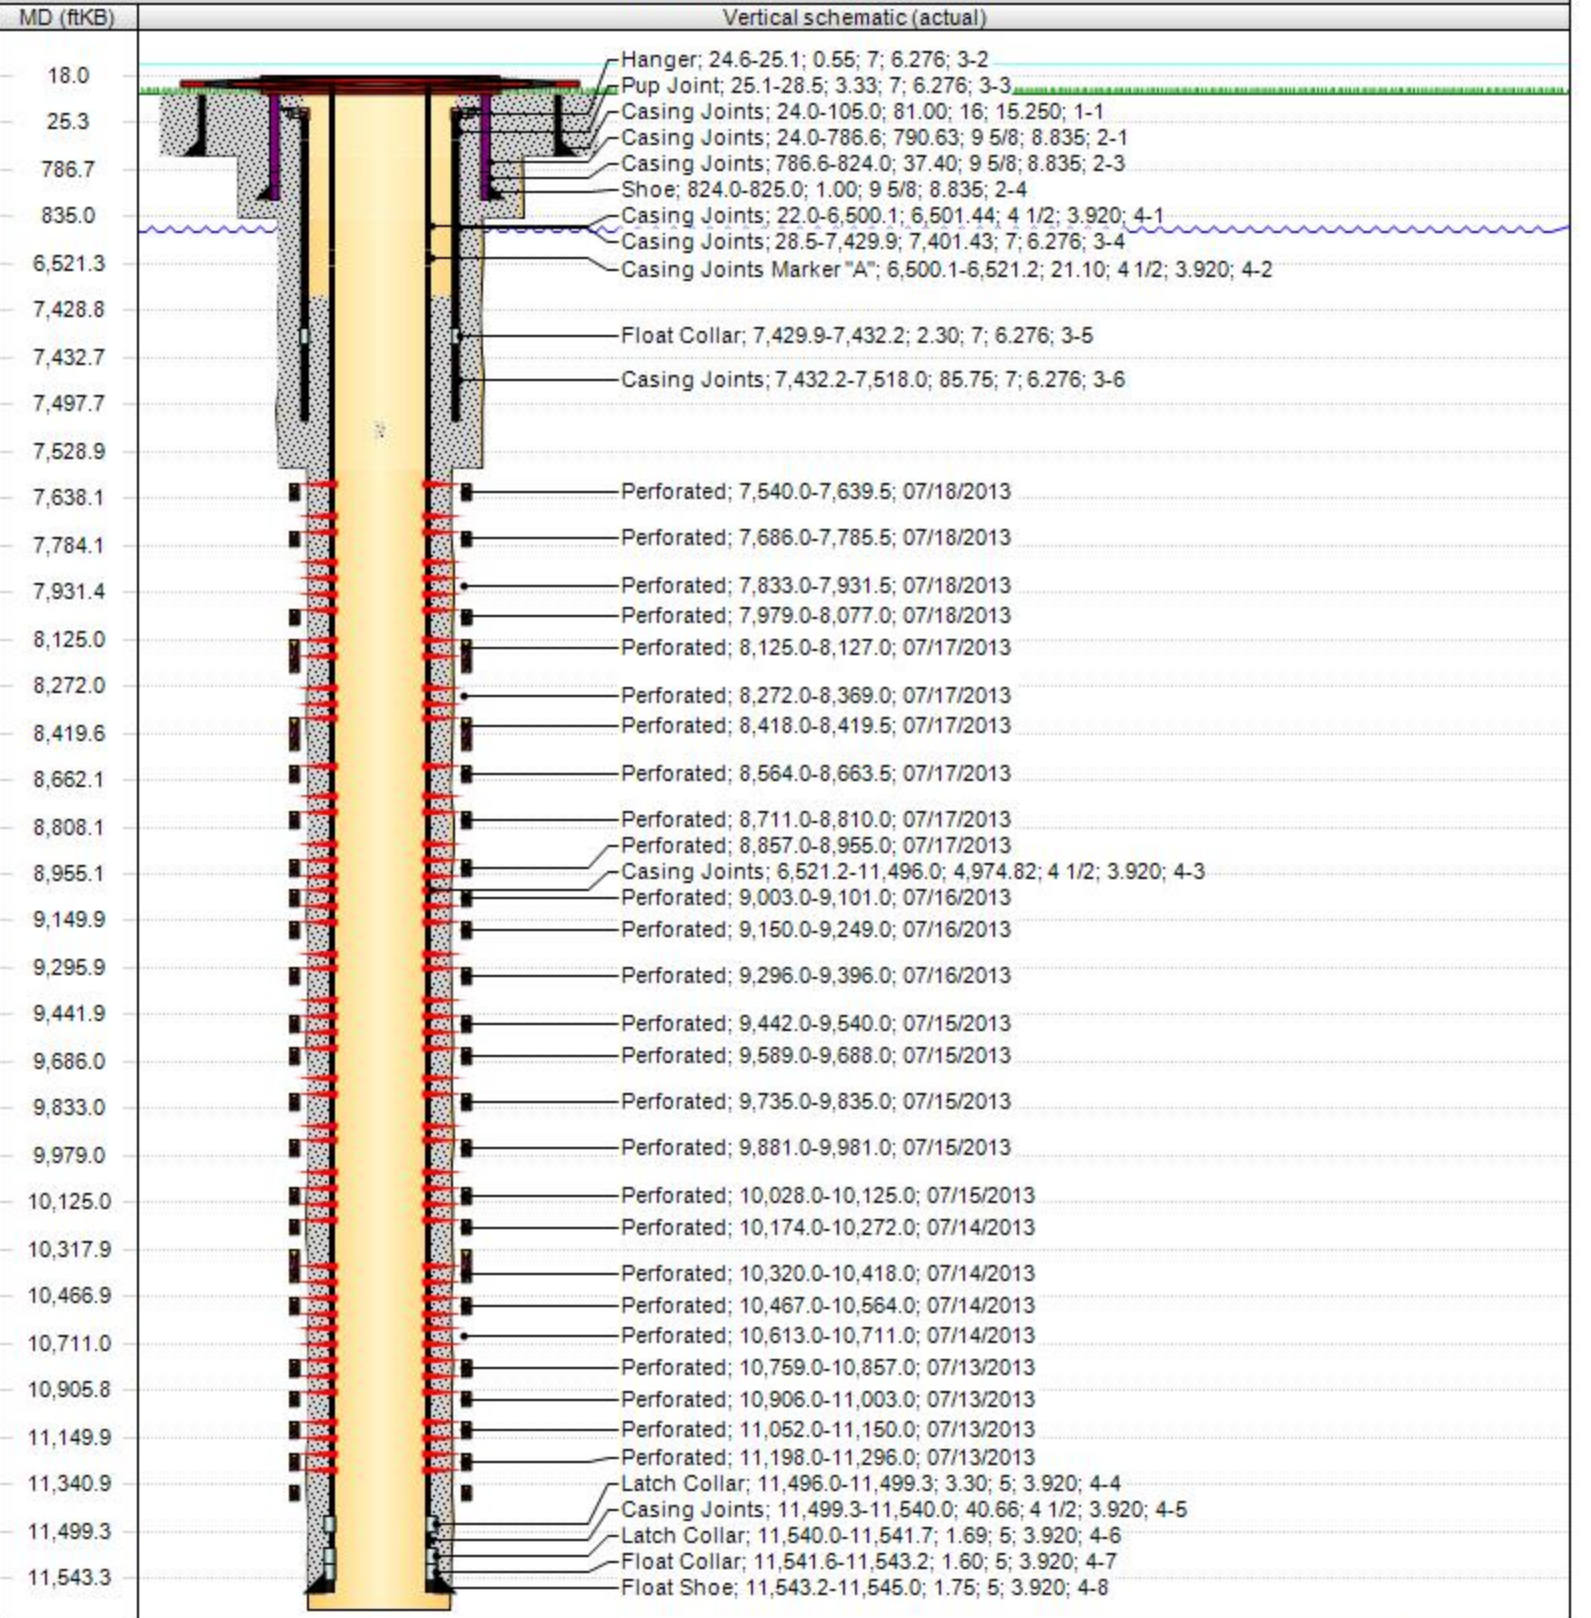 MD (ftKB)
Vertical schematic (actual)
18.0
25.3
786.7
835.0
6,521.3
7,428.8
7,432.7
7,497.7
7,528.9
7,638.1
7,784.1
7,931.4
8,125.0
8,272.0
8,419.6
8,662.1
8,808.1
8,955.1
9,149.9
9,295.9
9,441.9
9,686.0
9,833.0
9,979.0
10,125.0
10,317.9
10,466.9
10,711.0
10,905.8
11,149.9
11,340.9
11,499.3
11,543.3
Hanger; 24.6-25.1; 0.55; 7; 6.276; 3-2
Pup Joint; 25.1-28.5; 3.33; 7; 6.276; 3-3
Casing Joints; 24.0-105.0; 81.00; 16; 15.250; 1-1
Casing Joints; 24.0-786.6; 790.63; 9 5/8; 8.835; 2-1
Casing Joints; 786.6-824.0; 37.40; 9 5/8; 8.835; 2-3
Shoe; 824.0-825.0; 1.00; 9 5/8; 8.835; 2-4
Casing Joints; 22.0-6,500.1; 6,501.44; 4 1/2; 3.920; 4-1
Casing Joints; 28.5-7,429.9; 7,401.43; 7; 6.276; 3-4
Casing Joints Marker "A"; 6,500.1-6,521.2; 21.10; 4 1/2; 3.920; 4-2
Float Collar; 7,429.9-7,432.2; 2.30; 7; 6.276; 3-5
Casing Joints; 7,432.2-7,518.0; 85.75; 7; 6.276; 3-6
Perforated; 7,540.0-7,639.5; 07/18/2013
Perforated; 7,686.0-7,785.5; 07/18/2013
Perforated; 7,833.0-7,931.5; 07/18/2013
Perforated; 7,979.0-8,077.0; 07/18/2013
Perforated; 8,125.0-8,127.0; 07/17/2013
Perforated; 8,272.0-8,369.0; 07/17/2013
Perforated; 8,418.0-8,419.5; 07/17/2013
Perforated; 8,564.0-8,663.5; 07/17/2013
Perforated; 8,711.0-8,810.0; 07/17/2013
Perforated; 8,857.0-8,955.0; 07/17/2013
Casing Joints; 6,521.2-11,496.0; 4,974.82; 4 1/2; 3.920; 4-3
Perforated; 9,003.0-9,101.0; 07/16/2013
Perforated; 9,150.0-9,249.0; 07/16/2013
Perforated; 9,296.0-9,396.0; 07/16/2013
Perforated; 9,442.0-9,540.0; 07/15/2013
Perforated; 9,589.0-9,688.0; 07/15/2013
Perforated; 9,735.0-9,835.0; 07/15/2013
Perforated; 9,881.0-9,981.0; 07/15/2013
Perforated; 10,028.0-10,125.0; 07/15/2013
Perforated; 10,174.0-10,272.0; 07/14/2013
Perforated; 10,320.0-10,418.0; 07/14/2013
Perforated; 10,467.0-10,564.0; 07/14/2013
Perforated; 10,613.0-10,711.0; 07/14/2013
Perforated; 10,759.0-10,857.0; 07/13/2013
Perforated; 10,906.0-11,003.0; 07/13/2013
Perforated; 11,052.0-11,150.0; 07/13/2013
Perforated; 11,198.0-11,296.0; 07/13/2013
Latch Collar; 11,496.0-11,499.3; 3.30; 5; 3.920; 4-4
Casing Joints; 11,499.3-11,540.0; 40.66; 4 1/2; 3.920; 4-5
Latch Collar; 11,540.0-11,541.7; 1.69; 5; 3.920; 4-6
Float Collar; 11,541.6-11,543.2; 1.60; 5; 3.920; 4-7
Float Shoe; 11,543.2-11,545.0; 1.75; 5; 3.920; 4-8